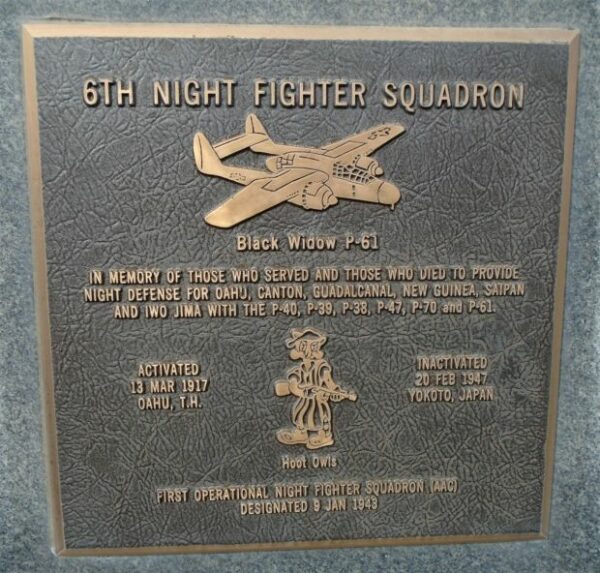 6TH NIGHT FIGHTER SQUADRON
Black Widow P-61
IN MEMORY OF THOSE WHO SERVED AND THOSE WHO DIED TO PROVIDE
NIGHT DEFENSE FOR OAHU, CANTON, GUADALCANAL, NEW GUINEA, SAIPAN
AND IWO JIMA WITH THE P-40, P-39, P-38, P-47, P-70 and P-61.
ACTIVATED
13 MAR 1917
OAHU, T.H.
INACTIVATED
20 FEB 1947
YOKOTO, JAPAN
Hoot Owls
FIRST OPERATIONAL NIGHT FIGHTER SQUADRON (AAC)
DESIGNATED 9 JAN 1943